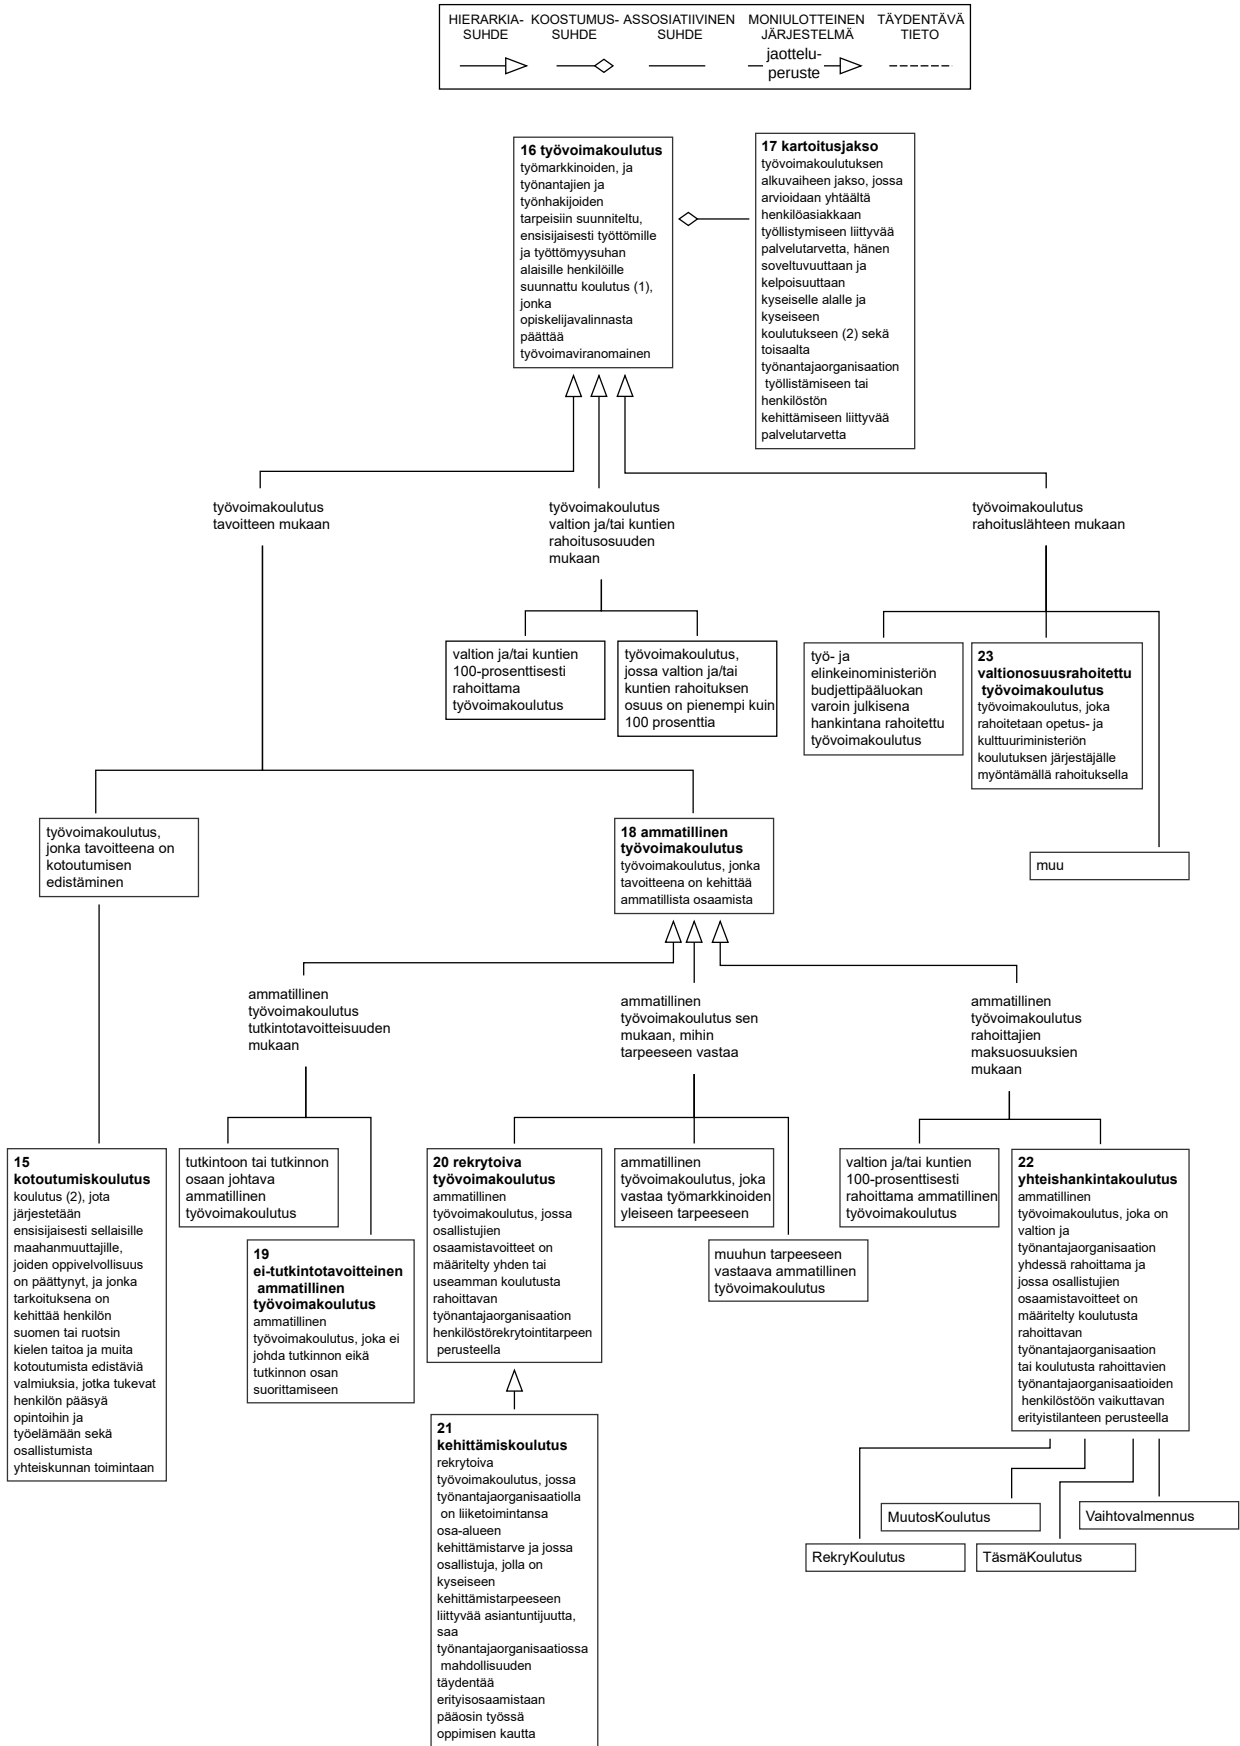 HIERARKIA-
SUHDE
KOOSTUMUS-
SUHDE
ASSOSIATIIVINEN
SUHDE
MONIULOTTEINEN
JÄRJESTELMÄ
jaottelu-
peruste
TÄYDENTÄVÄ
TIETO
16 työvoimakoulutus
työmarkkinoiden, ja
työnantajien ja
työnhakijoiden
tarpeisiin suunniteltu,
ensisijaisesti työttömille
ja työttömyysuhan
alaisille henkilöille
suunnattu koulutus (1),
jonka
opiskelijavalinnasta
päättää
työvoimaviranomainen
17 kartoitusjakso
työvoimakoulutuksen
alkuvaiheen jakso, jossa
arvioidaan yhtäältä
henkilöasiakkaan
työllistymiseen liittyvää
palvelutarvetta, hänen
soveltuvuuttaan ja
kelpoisuuttaan
kyseiselle alalle ja
kyseiseen
koulutukseen (2) sekä
toisaalta
työnantajaorganisaation
työllistämiseen tai
henkilöstön
kehittämiseen liittyvää
palvelutarvetta
työvoimakoulutus
tavoitteen mukaan
työvoimakoulutus
valtion ja/tai kuntien
rahoitusosuuden
mukaan
työvoimakoulutus
rahoituslähteen mukaan
valtion ja/tai kuntien
100-prosenttisesti
rahoittama
työvoimakoulutus
työvoimakoulutus,
jossa valtion ja/tai
kuntien rahoituksen
osuus on pienempi kuin
100 prosenttia
työ- ja
elinkeinoministeriön
budjettipääluokan
varoin julkisena
hankintana rahoitettu
työvoimakoulutus
23
valtionosuusrahoitettu
työvoimakoulutus
työvoimakoulutus, joka
rahoitetaan opetus- ja
kulttuuriministeriön
koulutuksen järjestäjälle
myöntämällä rahoituksella
työvoimakoulutus,
jonka tavoitteena on
kotoutumisen
edistäminen
18 ammatillinen
työvoimakoulutus
työvoimakoulutus, jonka
tavoitteena on kehittää
ammatillista osaamista
muu
ammatillinen
työvoimakoulutus
tutkintotavoitteisuuden
mukaan
ammatillinen
työvoimakoulutus sen
mukaan, mihin
tarpeeseen vastaa
ammatillinen
työvoimakoulutus
rahoittajien
maksuosuuksien
mukaan
15
kotoutumiskoulutus
koulutus (2), jota
järjestetään
ensisijaisesti sellaisille
maahanmuuttajille,
joiden oppivelvollisuus
on päättynyt, ja jonka
tarkoituksena on
kehittää henkilön
suomen tai ruotsin
kielen taitoa ja muita
kotoutumista edistäviä
valmiuksia, jotka tukevat
henkilön pääsyä
opintoihin ja
työelämään sekä
osallistumista
yhteiskunnan toimintaan
tutkintoon tai tutkinnon
osaan johtava
ammatillinen
työvoimakoulutus
19
ei-tutkintotavoitteinen
ammatillinen
työvoimakoulutus
ammatillinen
työvoimakoulutus, joka ei
johda tutkinnon eikä
tutkinnon osan
suorittamiseen
20 rekrytoiva
työvoimakoulutus
ammatillinen
työvoimakoulutus, jossa
osallistujien
osaamistavoitteet on
määritelty yhden tai
useamman koulutusta
rahoittavan
työnantajaorganisaation
henkilöstörekrytointitarpeen
perusteella
ammatillinen
työvoimakoulutus, joka
vastaa työmarkkinoiden
yleiseen tarpeeseen
muuhun tarpeeseen
vastaava ammatillinen
työvoimakoulutus
valtion ja/tai kuntien
100-prosenttisesti
rahoittama ammatillinen
työvoimakoulutus
22
yhteishankintakoulutus
ammatillinen
työvoimakoulutus, joka on
valtion ja
työnantajaorganisaation
yhdessä rahoittama ja
jossa osallistujien
osaamistavoitteet on
määritelty koulutusta
rahoittavan
työnantajaorganisaation
tai koulutusta rahoittavien
työnantajaorganisaatioiden
henkilöstöön vaikuttavan
erityistilanteen perusteella
21
kehittämiskoulutus
rekrytoiva
työvoimakoulutus, jossa
työnantajaorganisaatiolla
on liiketoimintansa
osa-alueen
kehittämistarve ja jossa
osallistuja, jolla on
kyseiseen
kehittämistarpeeseen
liittyvää asiantuntijuutta,
saa
työnantajaorganisaatiossa
mahdollisuuden
täydentää
erityisosaamistaan
pääosin työssä
oppimisen kautta
MuutosKoulutus
Vaihtovalmennus
RekryKoulutus
TäsmäKoulutus